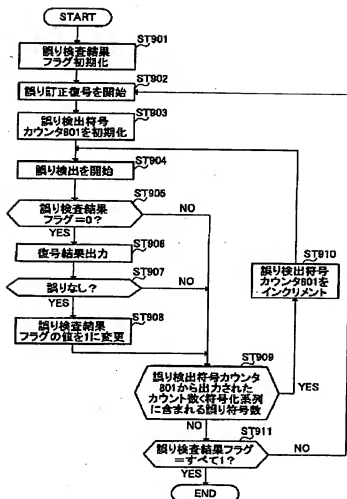 START
ST901
誤り検査結果
フラグ初期化
ST902
誤り訂正復号を開始
ST903
誤り検出符号
カウンタ801を初期化
ST904
誤り検出を開始
ST905
誤り検査結果
フラグ=0?
NO
YES
ST906
復号結果出力
ST907
誤りなし?
NO
YES
ST908
誤り検査結果
フラグの値を1に変更
ST910
誤り検出符号
カウンタ801を
インクリメント
ST909
誤り検出符号カウンタ
801から出力された
カウント数<符号化系列
に含まれる誤り符号数
YES
NO
ST911
誤り検査結果フラグ
=すべて1?
NO
YES
END